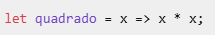 let quadrado = x => x * x;